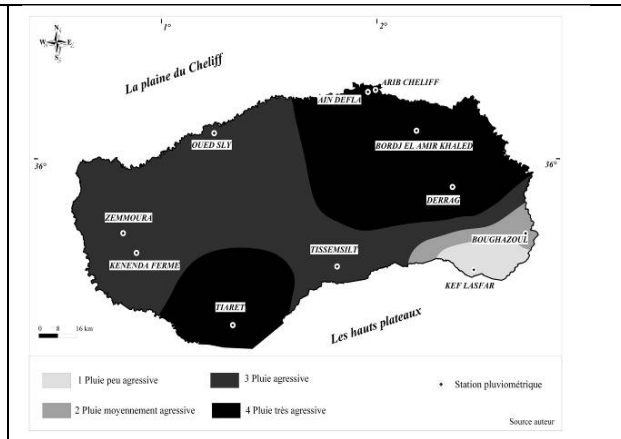 1° 2°
N
W E
S
La plaine du Cheliff
ARIB CHELIFF
AIN DEFLA
OUED SLY
BORDJ EL AMIR KHALED
36° 36°
DERRAG
ZEMMOURA
BOUGHAZOUL
KENENDA FERME
TISSEMSILT
KEF LASFAR
TIARET
Les hauts plateaux
0 8 16 km
1 Pluie peu agressive
3 Pluie agressive
Station pluviométrique
2 Pluie moyennement agressive
4 Pluie très agressive
Source auteur